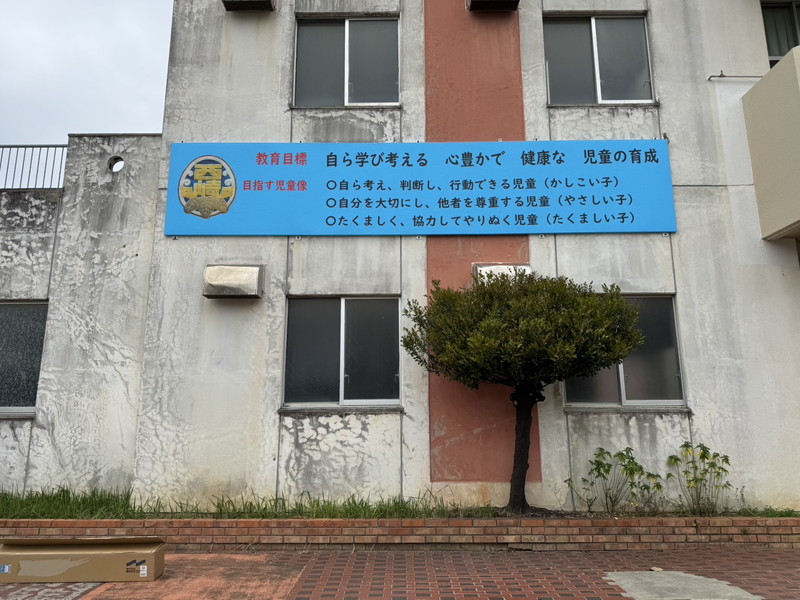 教育目標 自ら学び考える 心豊かで 健康な 児童の育成
目指す児童像 〇自ら考え、判断し、行動できる児童（かしこい子）
〇自分を大切にし、他者を尊重する児童（やさしい子）
〇たくましく、協力してやりぬく児童（たくましい子）